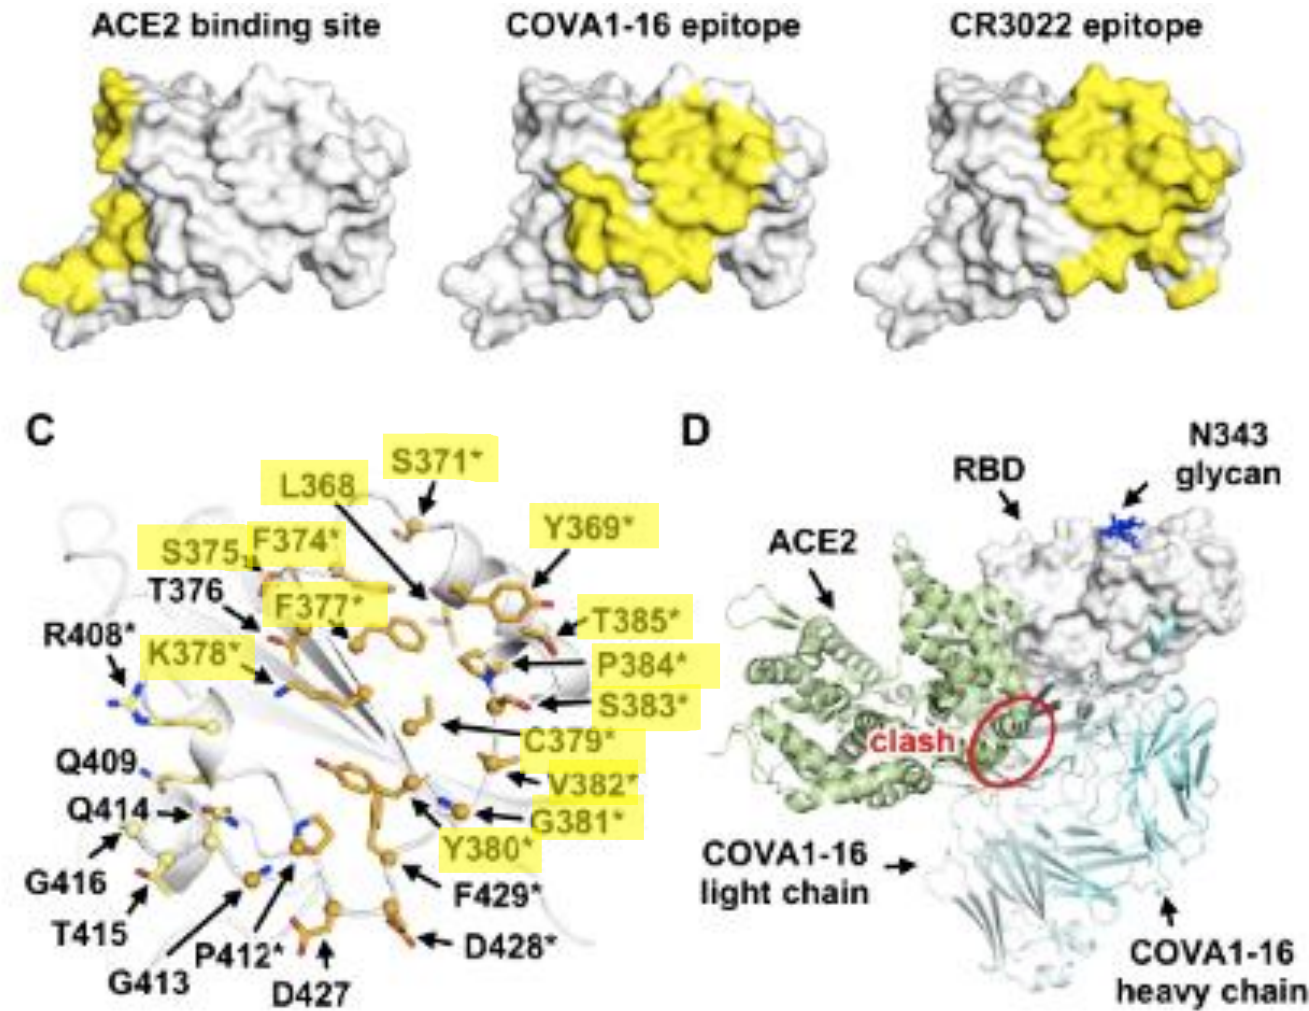 ACE2 binding site
COVA1-16 epitope
CR3022 epitope
C
S371*
L368
S375
F374*
Y369*
T376
F377*
T385*
R408*
K378*
P384*
S383*
C379*
Q409
V382*
Q414
G381*
Y380*
G416
F429*
T415
P412*
D428*
G413
D427
D
N343
glycan
RBD
ACE2
clash
COVA1-16
light chain
COVA1-16
heavy chain